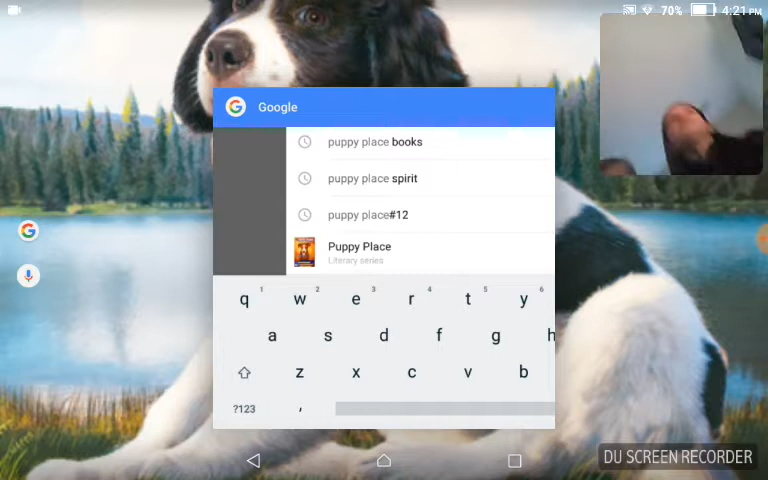 70% 4:21 PM
Google
puppy place books
puppy place spirit
puppy place#12
Puppy Place
Literary series
q 1 w 2 e 3 r 4 t 5 y 6
a s d f g h
z x c v b
?123 ,
DU SCREEN RECORDER